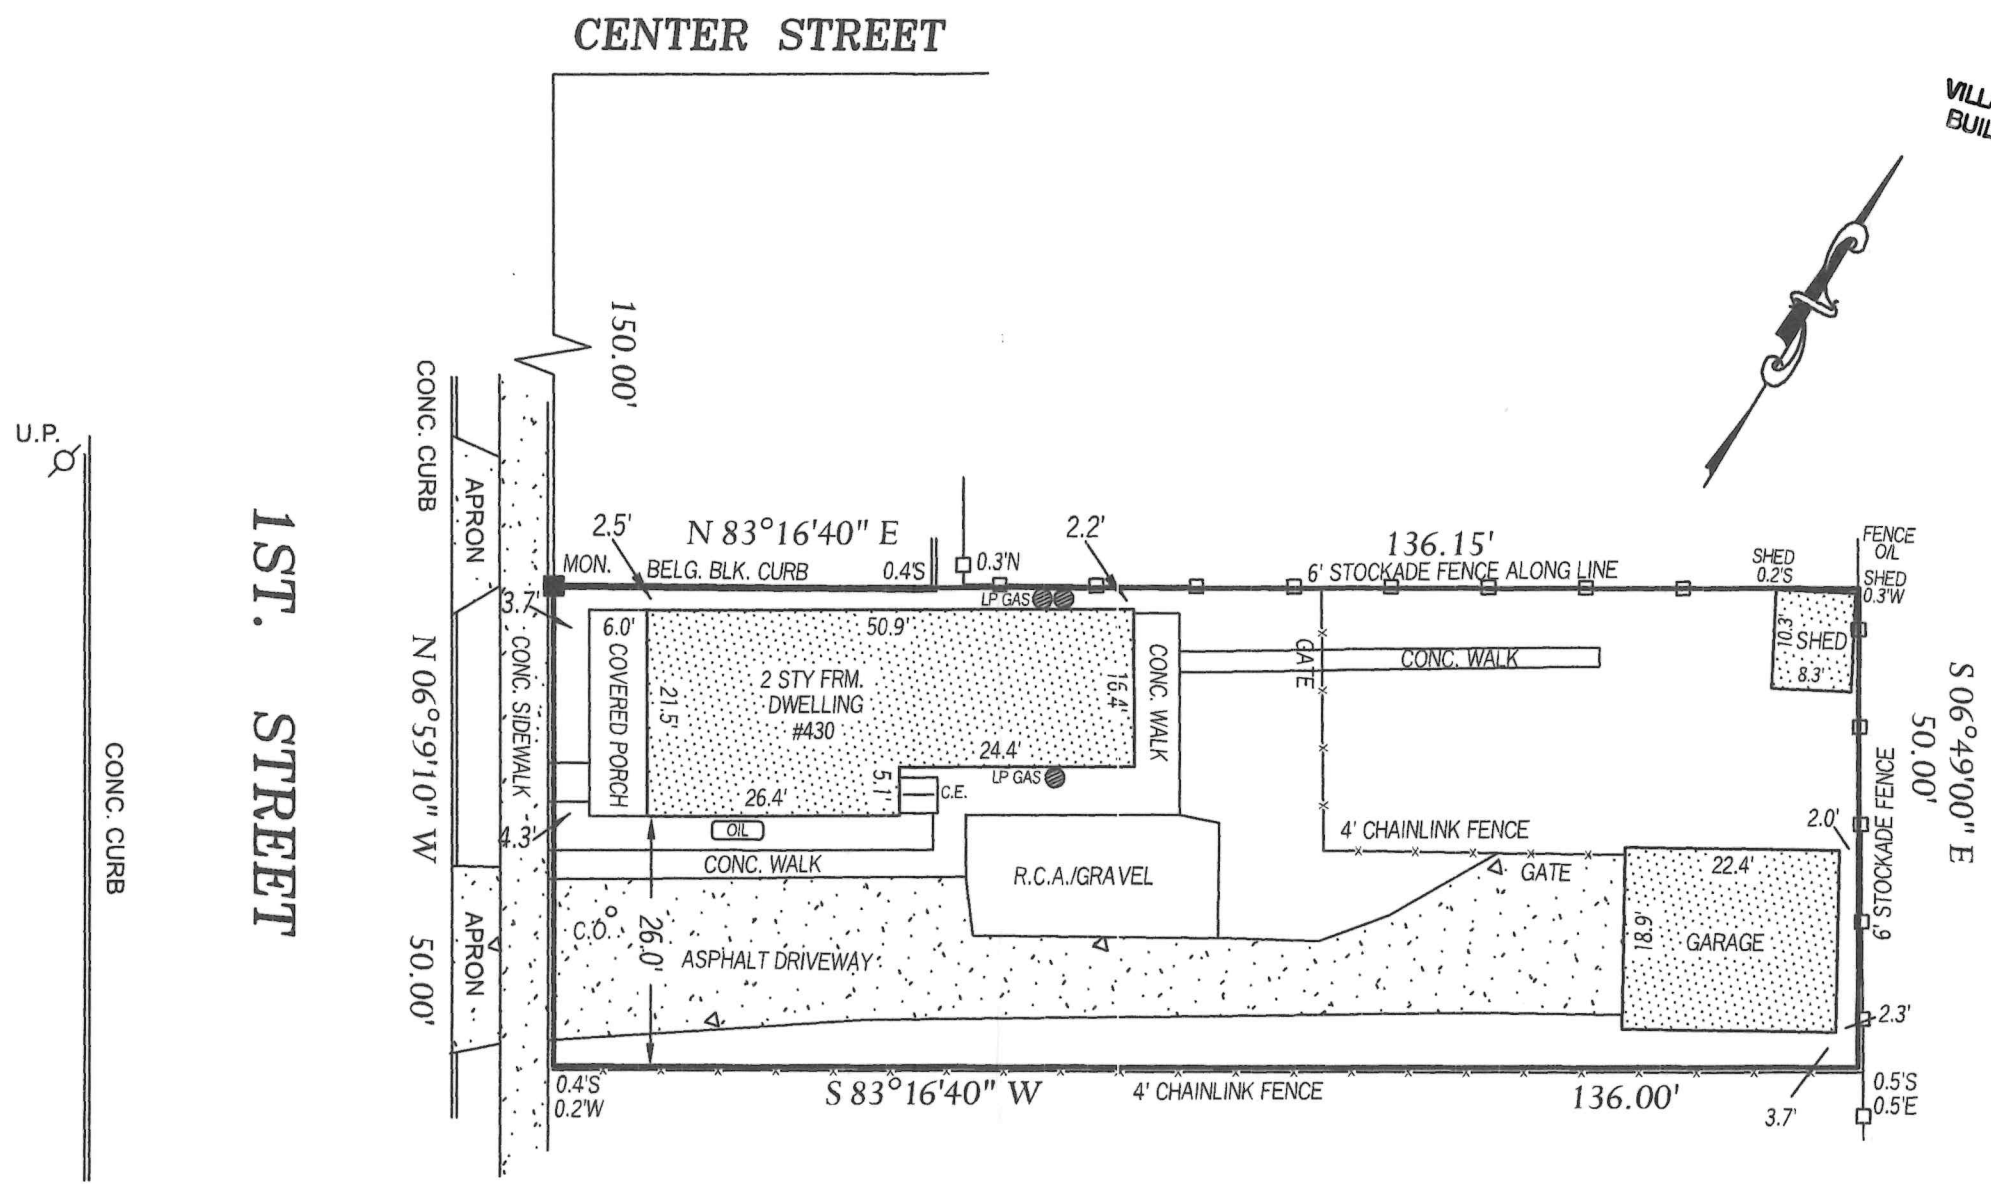 CENTER STREET
150.00'
U.P.
CONC. CURB
1ST. STREET
CONC. CURB
APRON
N 06°59'10" W
50.00'
APRON
CONC. SIDEWALK
2.5'
N 83°16'40" E
2.2'
136.15'
MON.
BELG. BLK. CURB
0.4'S
0.3'N
6' STOCKADE FENCE ALONG LINE
SHED
0.2'S
FENCE
O/L
SHED
0.3'W
3.7'
LP GAS
6.0'
50.9'
COVERED PORCH
21.5'
2 STY FRM.
DWELLING
#430
16.4'
CONC. WALK
GATE
CONC. WALK
10.3'
SHED
8.3'
S 06°49'00" E
50.00'
24.4'
LP GAS
5.1'
26.4'
C.E.
OIL
4.3'
CONC. WALK
R.C.A./GRAVEL
4' CHAINLINK FENCE
GATE
2.0'
6' STOCKADE FENCE
22.4'
18.9'
GARAGE
C.O.
26.0'
ASPHALT DRIVEWAY
2.3'
0.4'S
0.2'W
S 83°16'40" W
4' CHAINLINK FENCE
136.00'
3.7'
0.5'S
0.5'E